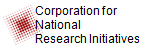 Corporation for
National
Research Initiatives